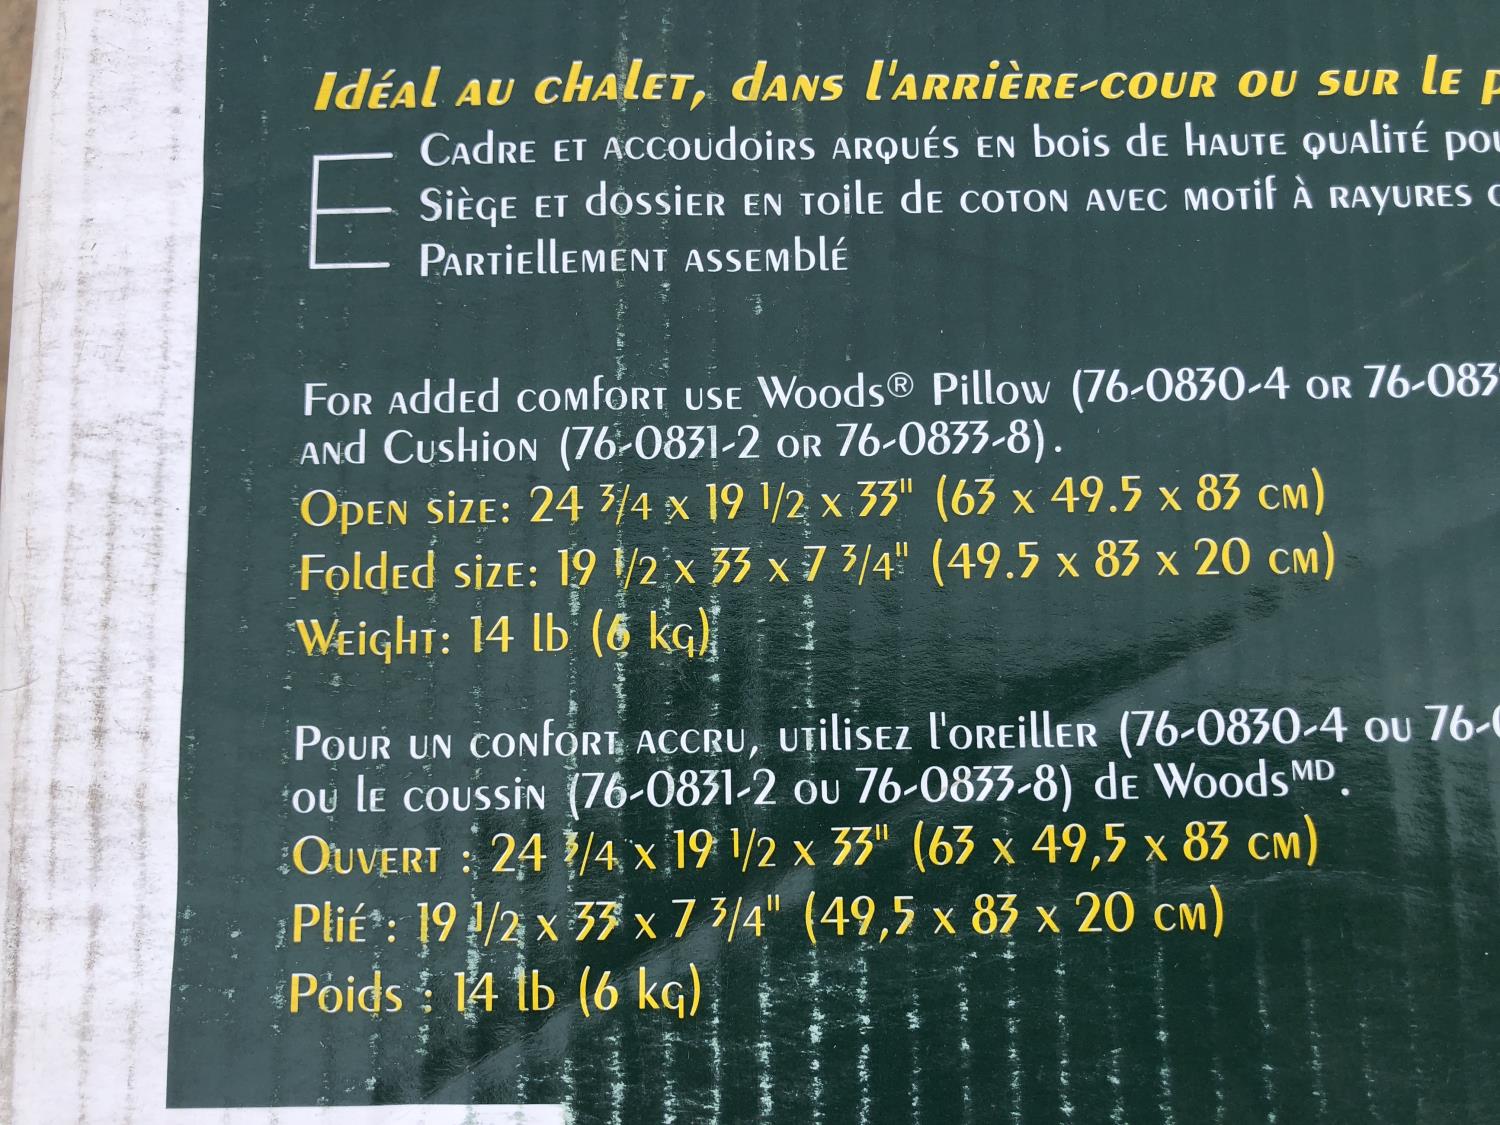 Idéal au chalet, dans l'arrière-cour ou sur le
Cadre et accoudoirs arqués en bois de haute qualité
Siège et dossier en toile de coton avec motif à rayures
Partiellement assemblé
For added comfort use Woods® Pillow (76-0830-4 or
and Cushion (76-0831-2 or 76-0833-8).
Open size: 24 3/4 x 19 1/2 x 33" (63 x 49.5 x 83 cm)
Folded size: 19 1/2 x 33 x 7 3/4" (49.5 x 83 x 20 cm)
Weight: 14 lb (6 kg)
Pour un confort accru, utilisez l'oreiller (76-0830-4 ou
ou le coussin (76-0831-2 ou 76-0833-8) de WoodsMD.
Ouvert : 24 3/4 x 19 1/2 x 33" (63 x 49,5 x 83 cm)
Plié : 19 1/2 x 33 x 7 3/4" (49,5 x 83 x 20 cm)
Poids : 14 lb (6 kg)